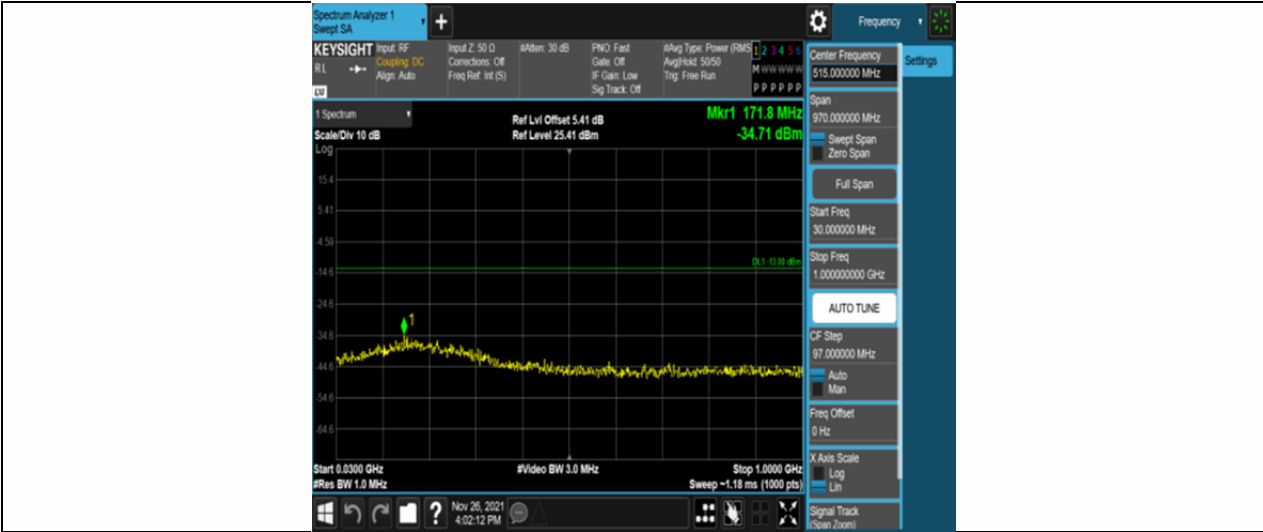 Spectrum Analyzer 1
Swept SA
+
Frequency
KEYSIGHT
RL
LV
Input: RF
Coupling: DC
Align: Auto
Input Z: 50 Ω
Corrections: Off
Freq Ref: Int (S)
#Atten: 30 dB
PNO: Fast
Gate: Off
IF Gain: Low
Sig Track: Off
#Avg Type: Power (RMS
Avg|Hold: 50/50
Trig: Free Run
1 2 3 4 5 6
M W W W W W
P P P P P P
Center Frequency
515.000000 MHz
Settings
1 Spectrum
Scale/Div 10 dB
Ref Lvl Offset 5.41 dB
Ref Level 25.41 dBm
Mkr1 171.8 MHz
-34.71 dBm
Span
970.000000 MHz
Swept Span
Zero Span
Full Span
Start Freq
30.000000 MHz
Stop Freq
1.000000000 GHz
AUTO TUNE
CF Step
97.000000 MHz
Auto
Man
Freq Offset
0 Hz
X Axis Scale
Log
Lin
Signal Track
(Span Zoom)
Log
15.4
5.41
-4.59
-14.6
-24.6
-34.6
-44.6
-54.6
-64.6
DL1 -13.00 dBm
1
Start 0.0300 GHz
#Res BW 1.0 MHz
#Video BW 3.0 MHz
Stop 1.0000 GHz
Sweep ~1.18 ms (1000 pts)
?
Nov 26, 2021
4:02:12 PM